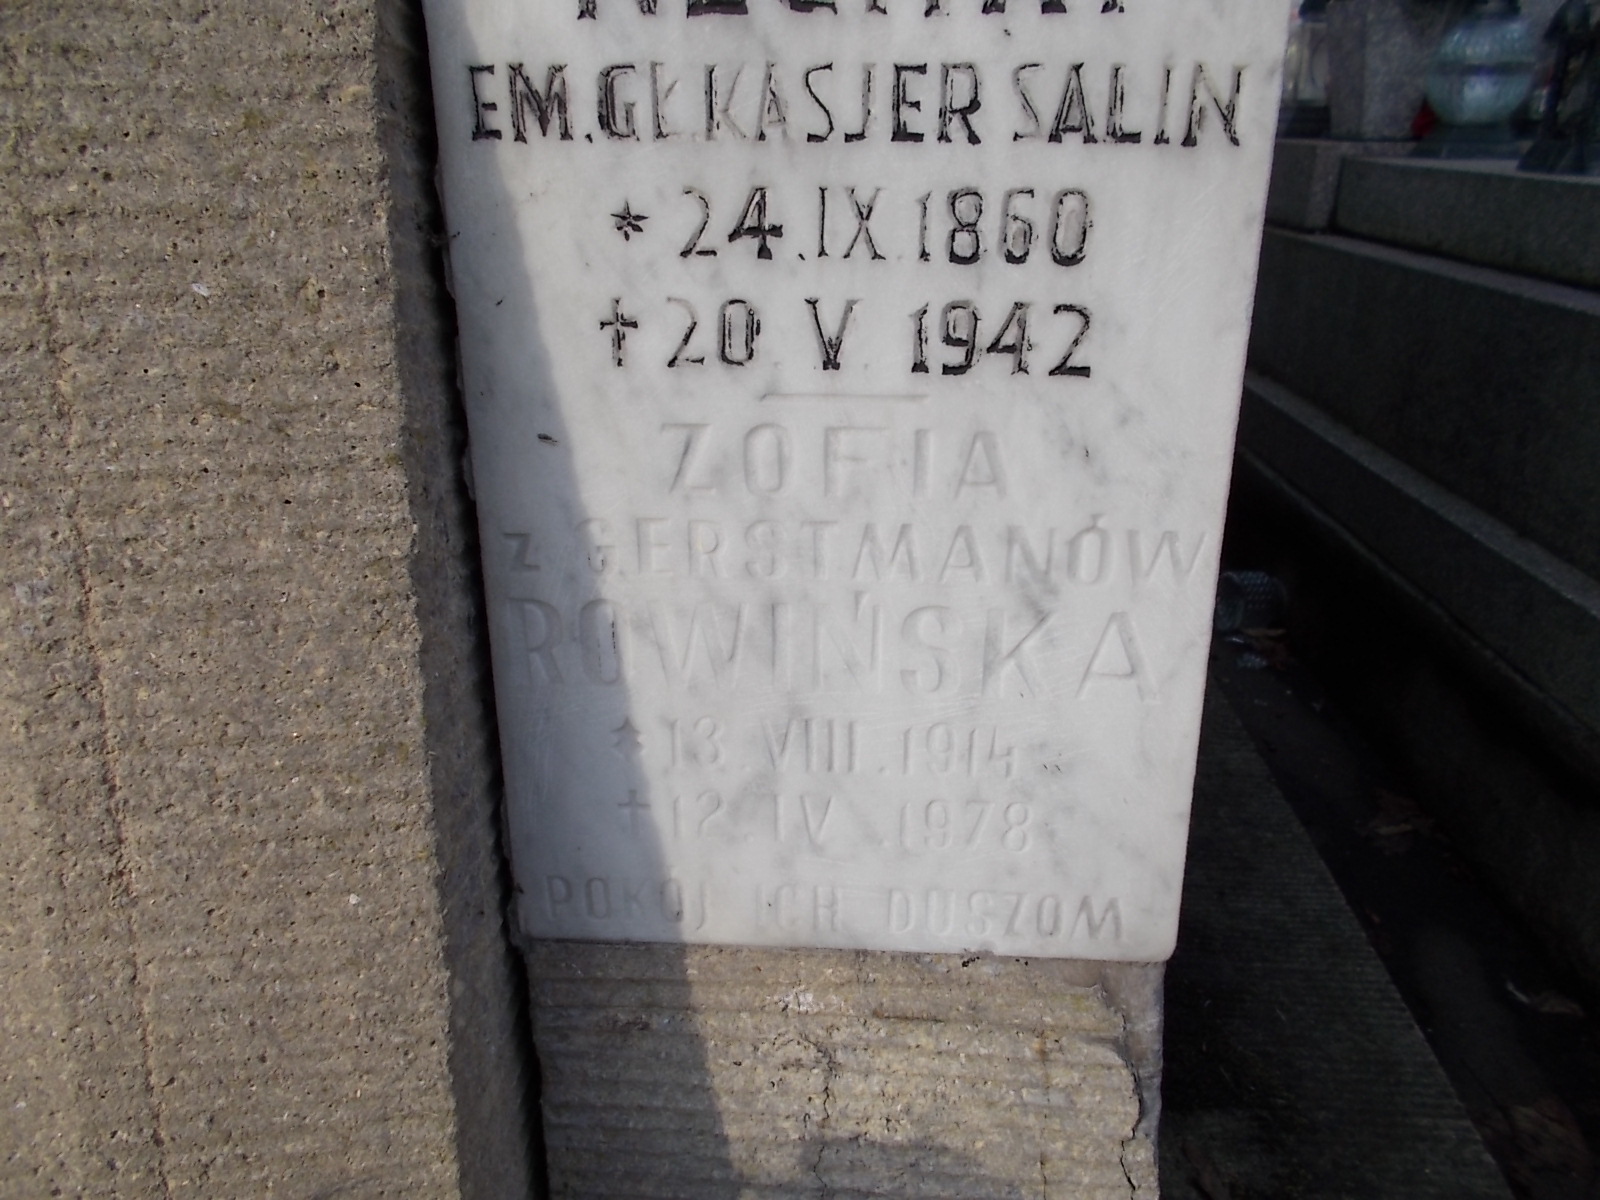 EM. GŁ. KASJER SALIN
* 24. IX. 1860
† 20. V. 1942
ZOFIA
z GERSTMANÓW
ROWIŃSKA
* 13. VIII. 1914
† 12. IV. 1978
POKÓJ ICH DUSZOM